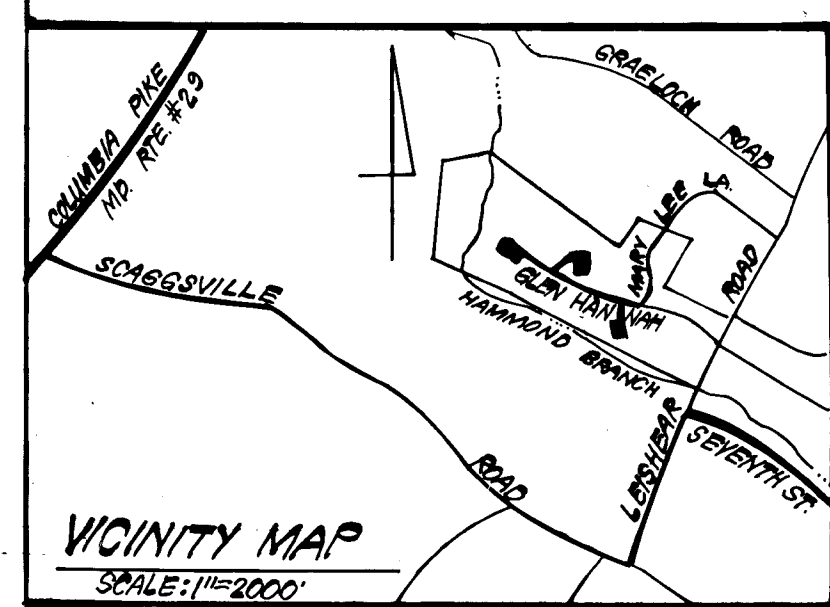 COLUMBIA PIKE
MD. RTE. #29
GRAELOCH ROAD
MARY LEE LA.
SCAGGSVILLE ROAD
GLEN HANNAH
HAMMOND BRANCH
LEISHEAR ROAD
SEVENTH ST.
VICINITY MAP
SCALE: 1"=2000'